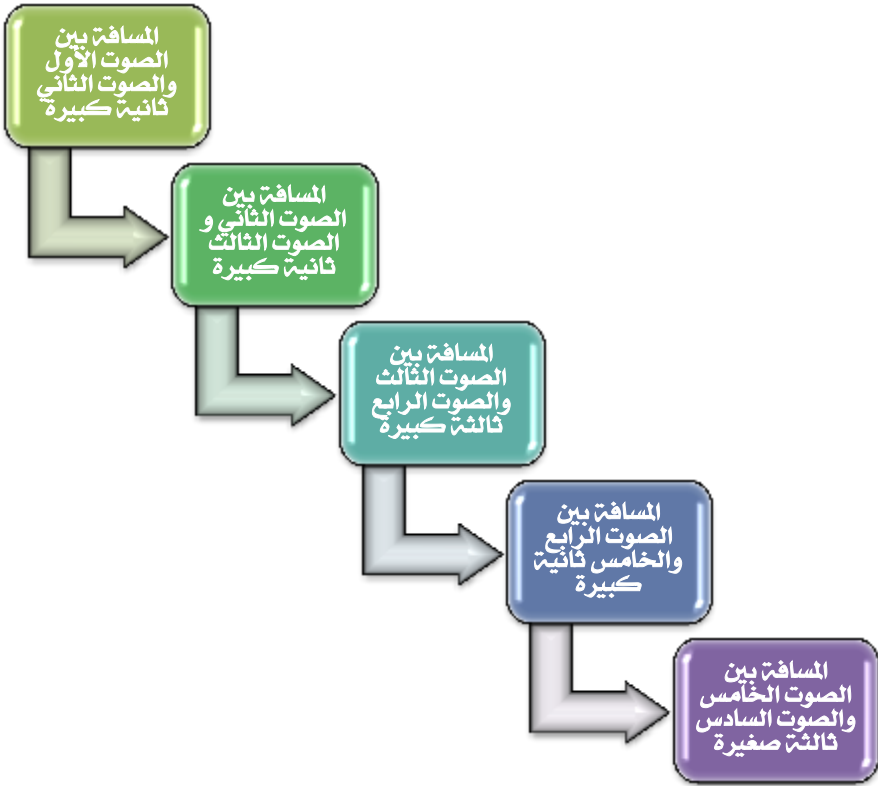 المسافة بين
الصوت الأول
والصوت الثاني
ثانية كبيرة
المسافة بين
الصوت الثاني و
الصوت الثالث
ثانية كبيرة
المسافة بين
الصوت الثالث
والصوت الرابع
ثالثة كبيرة
المسافة بين
الصوت الرابع
والخامس ثانية
كبيرة
المسافة بين
الصوت الخامس
والصوت السادس
ثالثة صغيرة